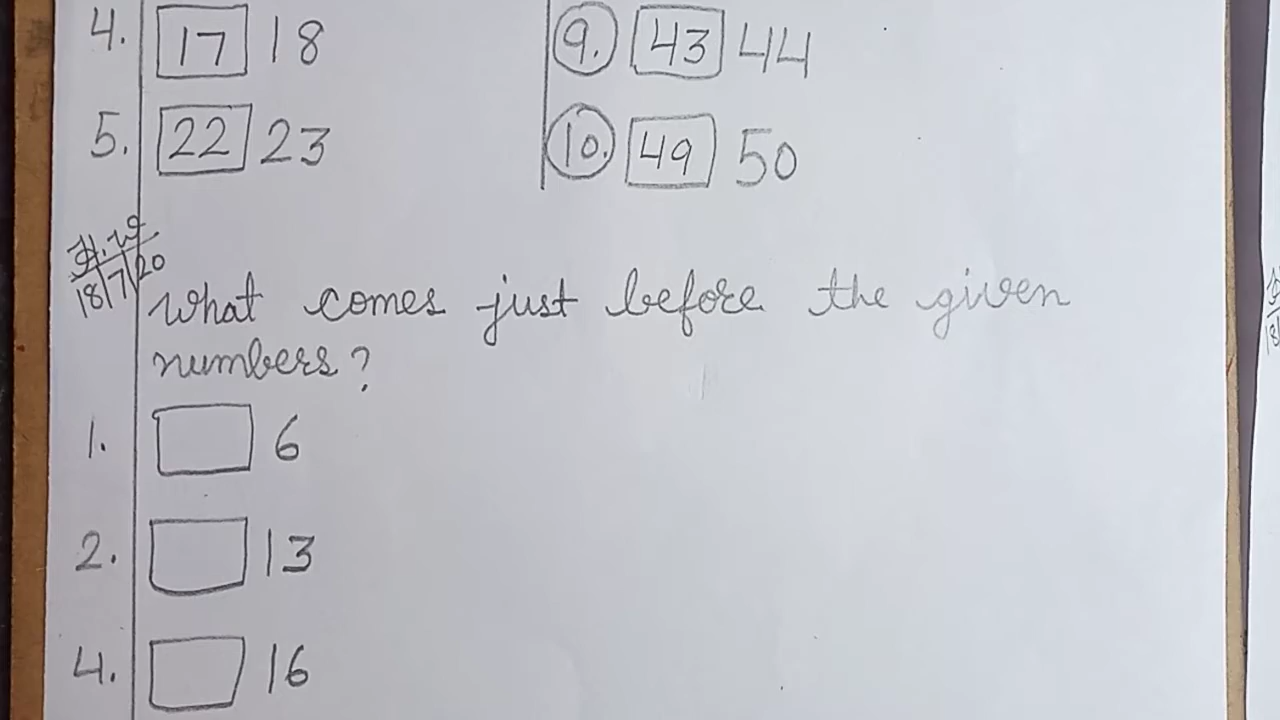 4. 17 18
5. 22 23
9. 43 44
10. 49 50
18/7/20
What comes just before the given
numbers?
1. 6
2. 13
4. 16